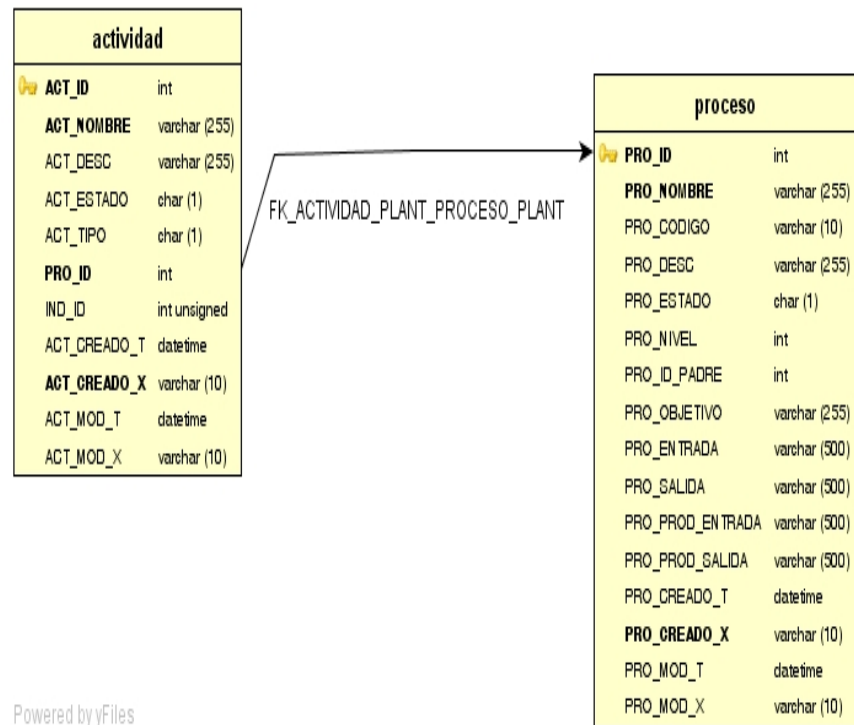 actividad
ACT_ID int
ACT_NOMBRE varchar (255)
ACT_DESC varchar (255)
ACT_ESTADO char (1)
ACT_TIPO char (1)
PRO_ID int
IND_ID int unsigned
ACT_CREADO_T datetime
ACT_CREADO_X varchar (10)
ACT_MOD_T datetime
ACT_MOD_X varchar (10)
FK_ACTIVIDAD_PLANT_PROCESO_PLANT
proceso
PRO_ID int
PRO_NOMBRE varchar (255)
PRO_CODIGO varchar (10)
PRO_DESC varchar (255)
PRO_ESTADO char (1)
PRO_NIVEL int
PRO_ID_PADRE int
PRO_OBJETIVO varchar (255)
PRO_ENTRADA varchar (500)
PRO_SALIDA varchar (500)
PRO_PROD_ENTRADA varchar (500)
PRO_PROD_SALIDA varchar (500)
PRO_CREADO_T datetime
PRO_CREADO_X varchar (10)
PRO_MOD_T datetime
PRO_MOD_X varchar (10)
Powered by yFiles